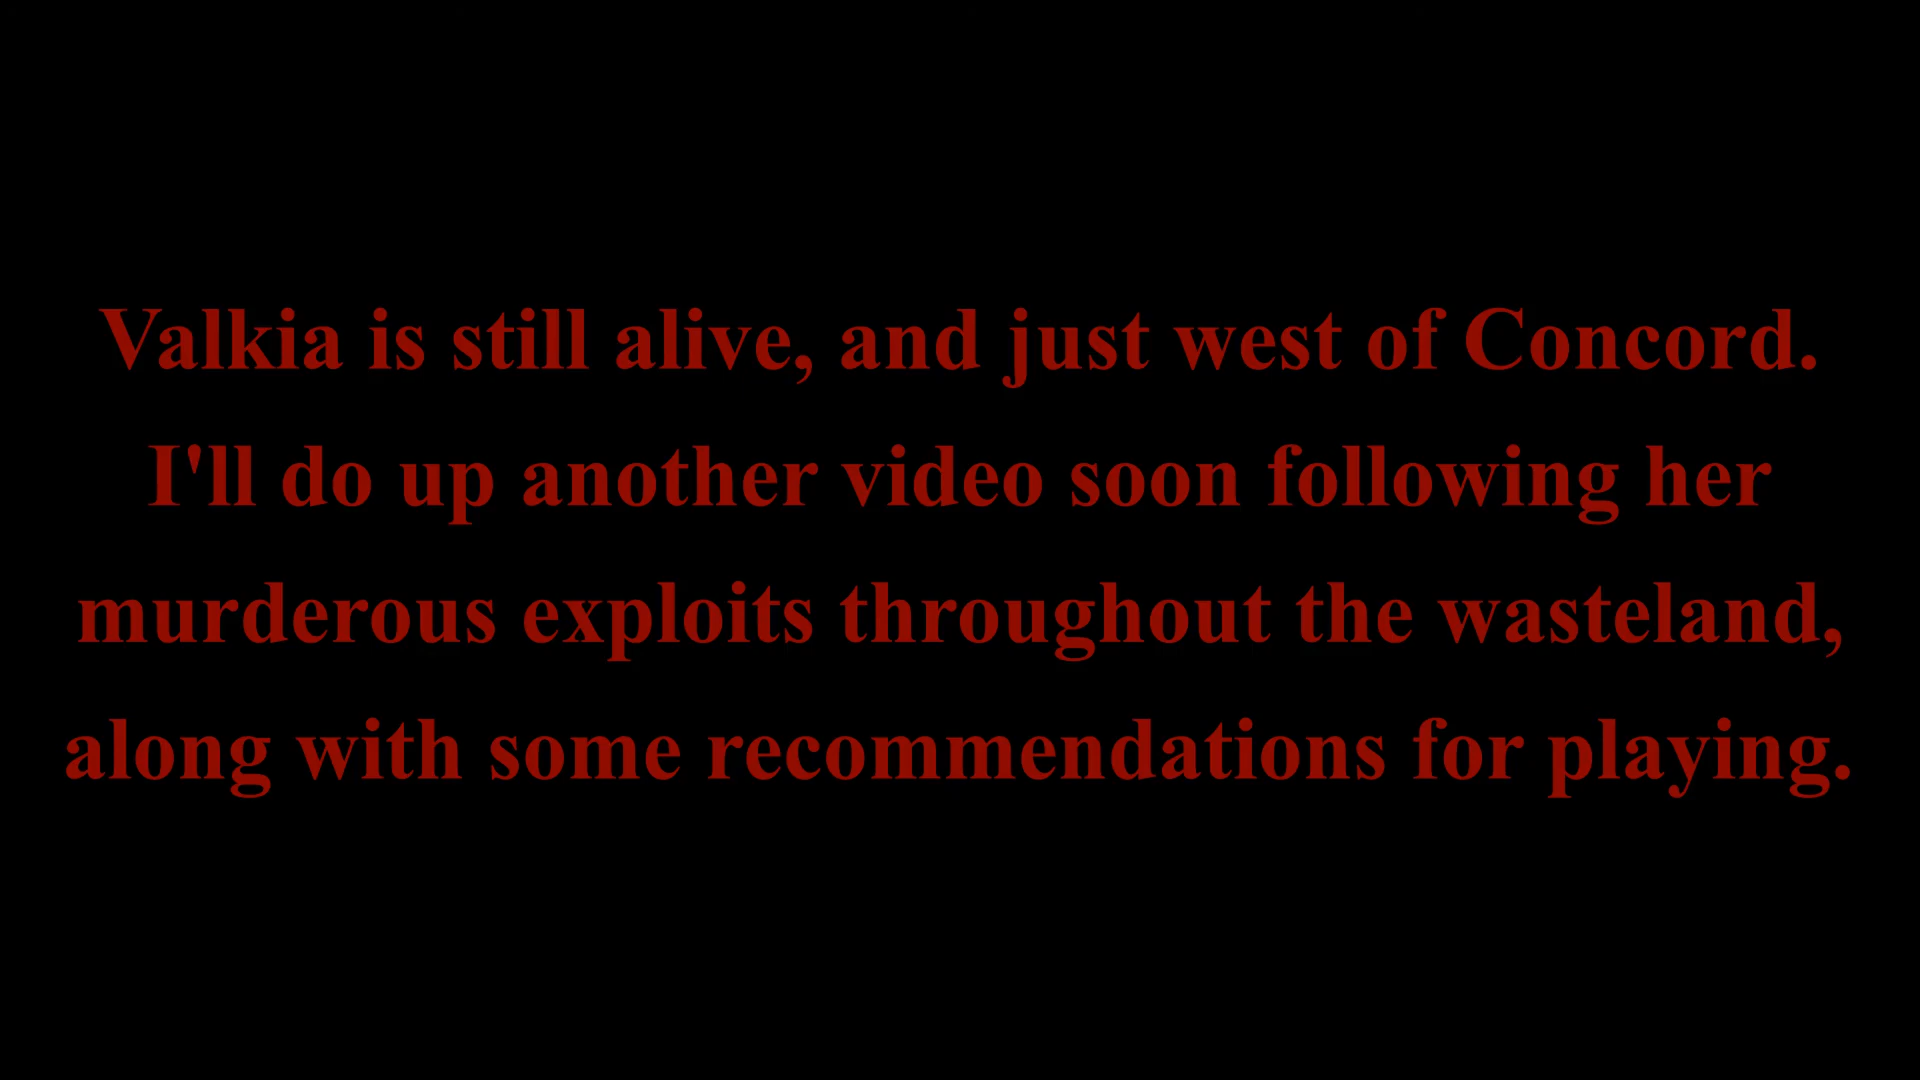 Valkia is still alive, and just west of Concord.
I'll do up another video soon following her
murderous exploits throughout the wasteland,
along with some recommendations for playing.